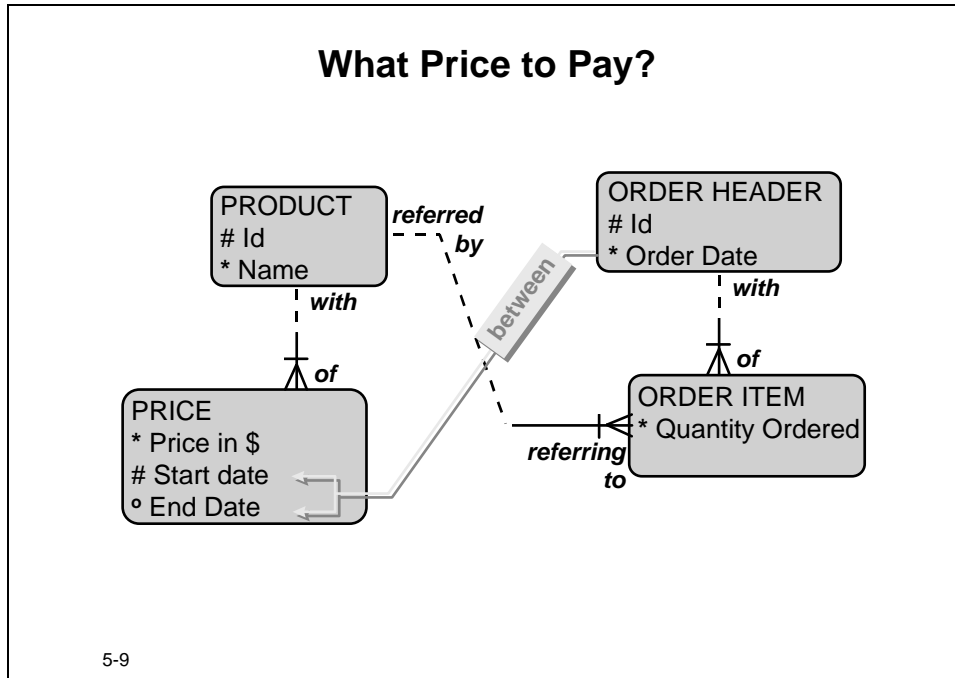 What Price to Pay?
PRODUCT
# Id
* Name
referred
by
with
of
PRICE
* Price in $
# Start date
º End Date
between
ORDER HEADER
# Id
* Order Date
with
of
ORDER ITEM
* Quantity Ordered
referring
to
5-9